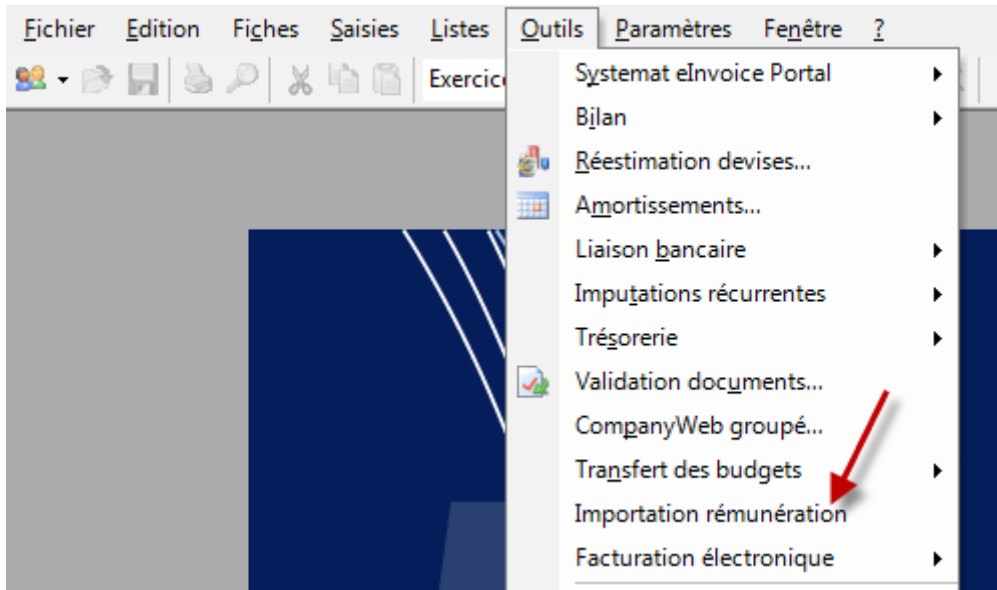 Fichier Edition Fiches Saisies Listes Outils Paramètres Fenêtre ?
Exercic
Systemat eInvoice Portal
Bilan
Réestimation devises...
Amortissements...
Liaison bancaire
Imputations récurrentes
Trésorerie
Validation documents...
CompanyWeb groupé...
Transfert des budgets
Importation rémunération
Facturation électronique